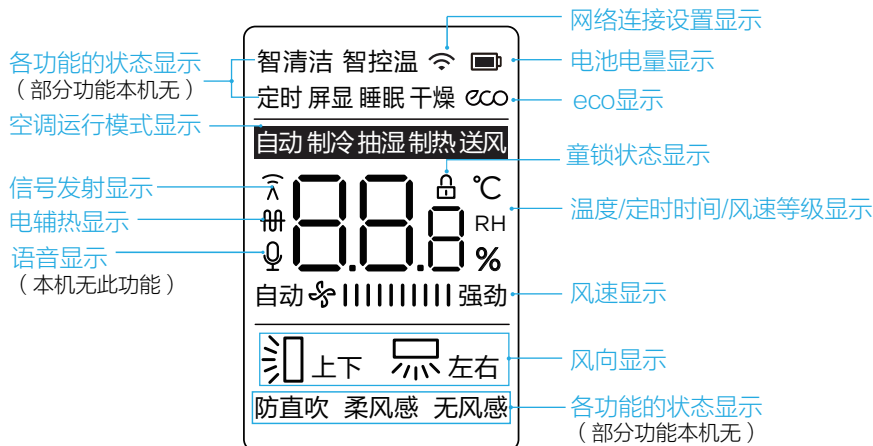 网络连接设置显示
各功能的状态显示
（部分功能本机无）
智清洁 智控温
电池电量显示
定时 屏显 睡眠 干燥 eco
eco显示
空调运行模式显示
自动 制冷 抽湿 制热 送风
童锁状态显示
信号发射显示
88.8 ℃
温度/定时时间/风速等级显示
电辅热显示
RH
语音显示
（本机无此功能）
%
自动 强劲
风速显示
上下 左右
风向显示
防直吹 柔风感 无风感
各功能的状态显示
（部分功能本机无）